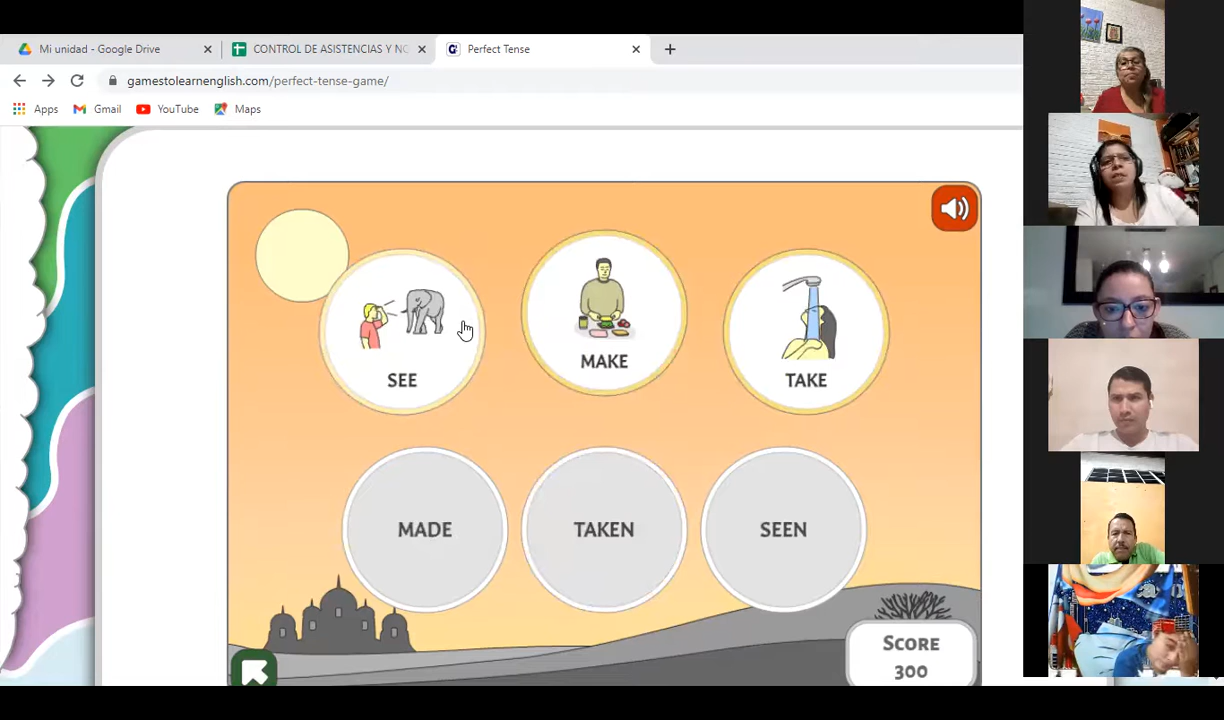 Mi unidad - Google Drive
CONTROL DE ASISTENCIAS Y NO
Perfect Tense
gamestolearnenglish.com/perfect-tense-game/
Apps
Gmail
YouTube
Maps
SEE
MAKE
TAKE
MADE
TAKEN
SEEN
SCORE
300